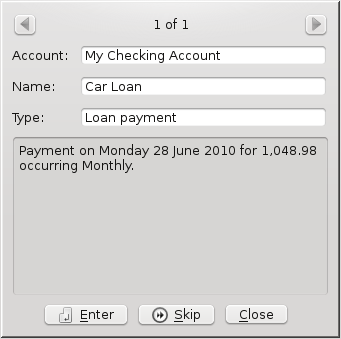 1 of 1
Account: My Checking Account
Name: Car Loan
Type: Loan payment
Payment on Monday 28 June 2010 for 1,048.98
occurring Monthly.
Enter Skip Close